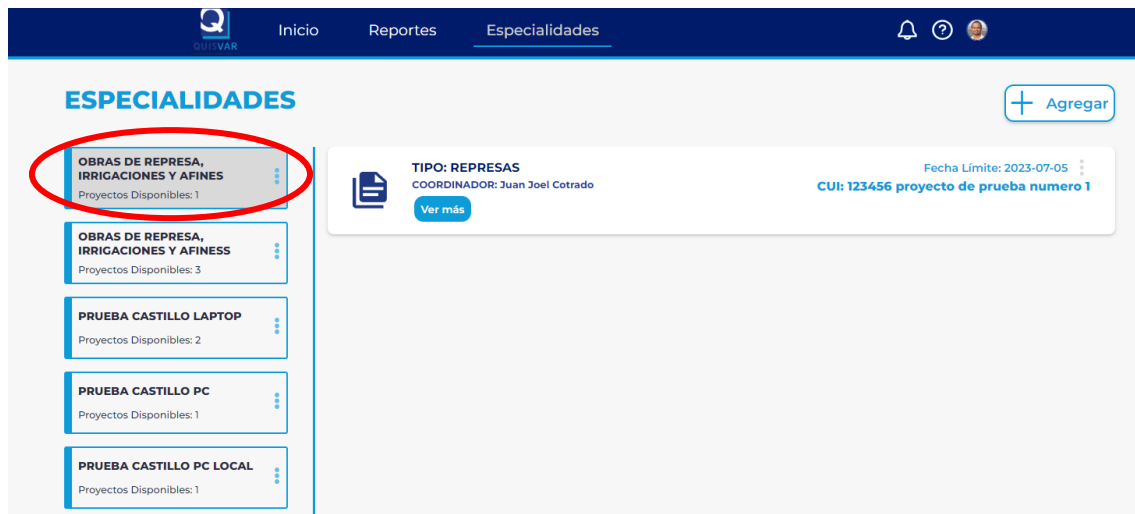 Q
QUISVAR
Inicio
Reportes
Especialidades
ESPECIALIDADES
Agregar
OBRAS DE REPRESA,
IRRIGACIONES Y AFINES
Proyectos Disponibles: 1
OBRAS DE REPRESA,
IRRIGACIONES Y AFINESS
Proyectos Disponibles: 3
PRUEBA CASTILLO LAPTOP
Proyectos Disponibles: 2
PRUEBA CASTILLO PC
Proyectos Disponibles: 1
PRUEBA CASTILLO PC LOCAL
Proyectos Disponibles: 1
TIPO: REPRESAS
COORDINADOR: Juan Joel Cotrado
Ver más
Fecha Límite: 2023-07-05
CUI: 123456 proyecto de prueba numero 1